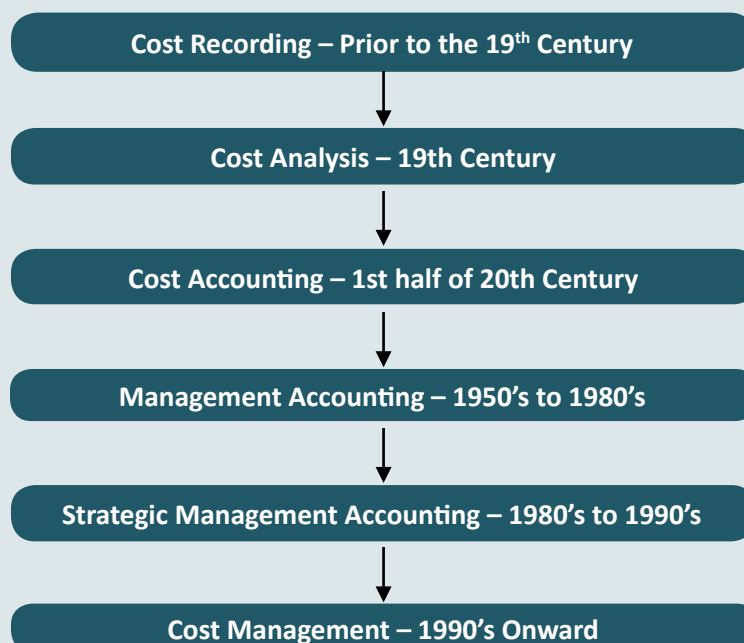 Cost Recording – Prior to the 19th Century
Cost Analysis – 19th Century
Cost Accounting – 1st half of 20th Century
Management Accounting – 1950's to 1980's
Strategic Management Accounting – 1980's to 1990's
Cost Management – 1990's Onward